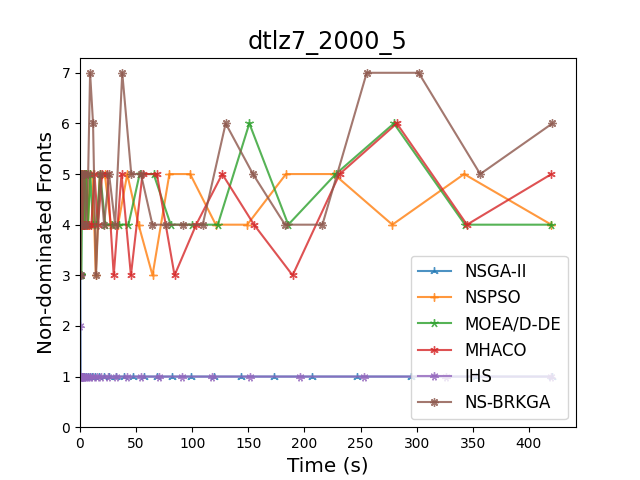 dtlz7_2000_5
Non-dominated Fronts
7
6
5
4
3
2
1
0
NSGA-II
NSPSO
MOEA/D-DE
MHACO
IHS
NS-BRKGA
0 50 100 150 200 250 300 350 400
Time (s)